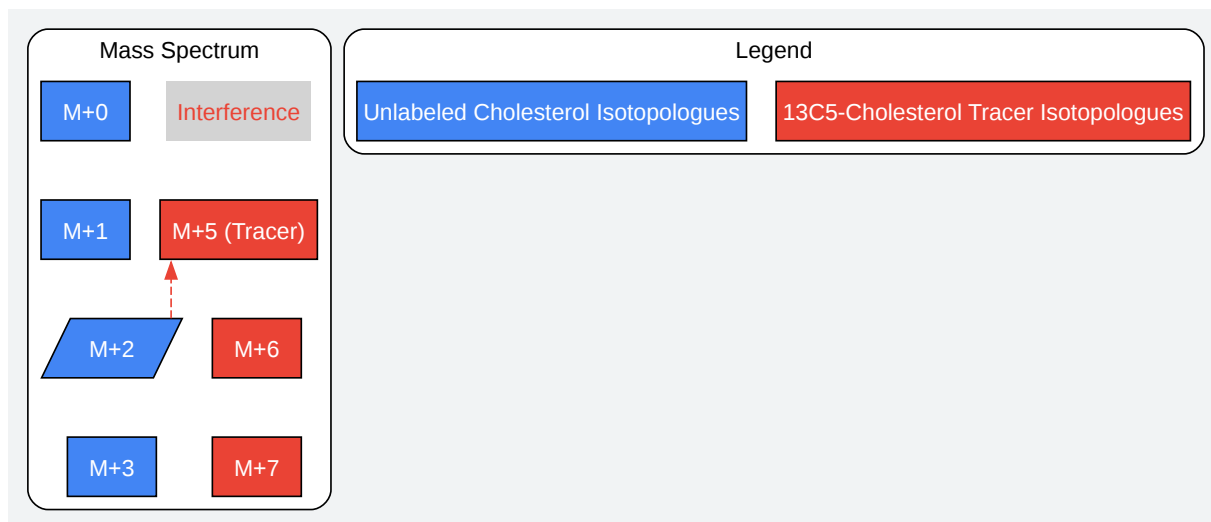 Mass Spectrum
M+0
Interference
M+1
M+5 (Tracer)
M+2
M+6
M+3
M+7
Legend
Unlabeled Cholesterol Isotopologues
13C5-Cholesterol Tracer Isotopologues